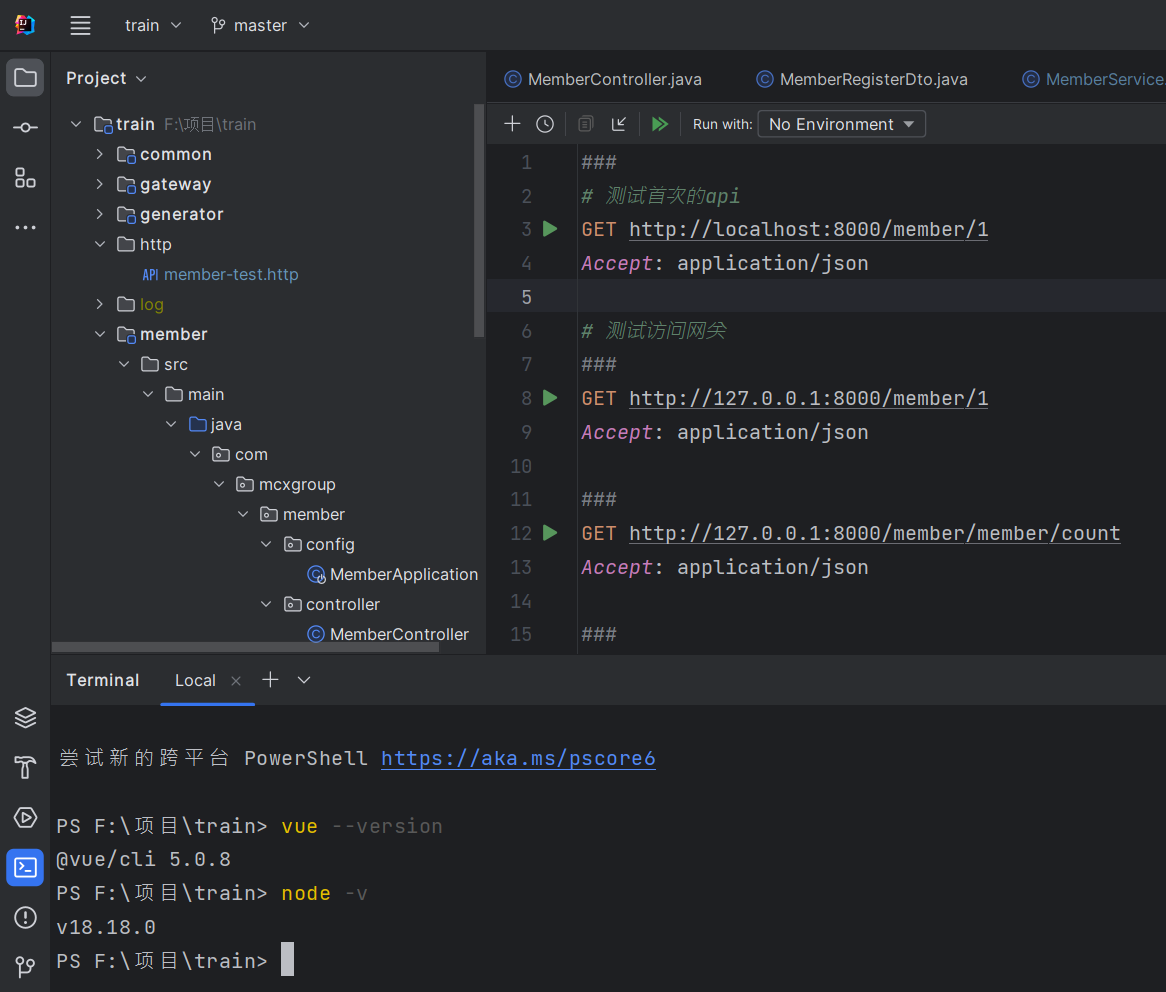 train master
Project
train F:\项目\train
common
gateway
generator
http
API member-test.http
log
member
src
main
java
com
mcxgroup
member
config
MemberApplication
controller
MemberController
MemberController.java MemberRegisterDto.java MemberService.
Run with: No Environment
1 ###
2 # 测试首次的api
3 GET http://localhost:8000/member/1
4 Accept: application/json
5
6 # 测试访问网关
7 ###
8 GET http://127.0.0.1:8000/member/1
9 Accept: application/json
10
11 ###
12 GET http://127.0.0.1:8000/member/member/count
13 Accept: application/json
14
15 ###
Terminal Local
尝试新的跨平台 PowerShell https://aka.ms/pscore6
PS F:\项目\train> vue --version
@vue/cli 5.0.8
PS F:\项目\train> node -v
v18.18.0
PS F:\项目\train>